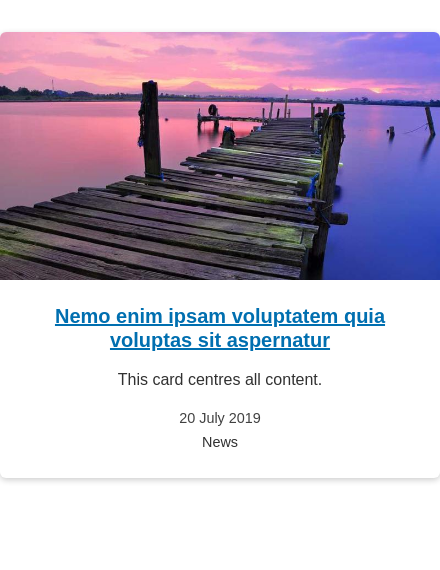 Nemo enim ipsam voluptatem quia
voluptas sit aspernatur
This card centres all content.
20 July 2019
News